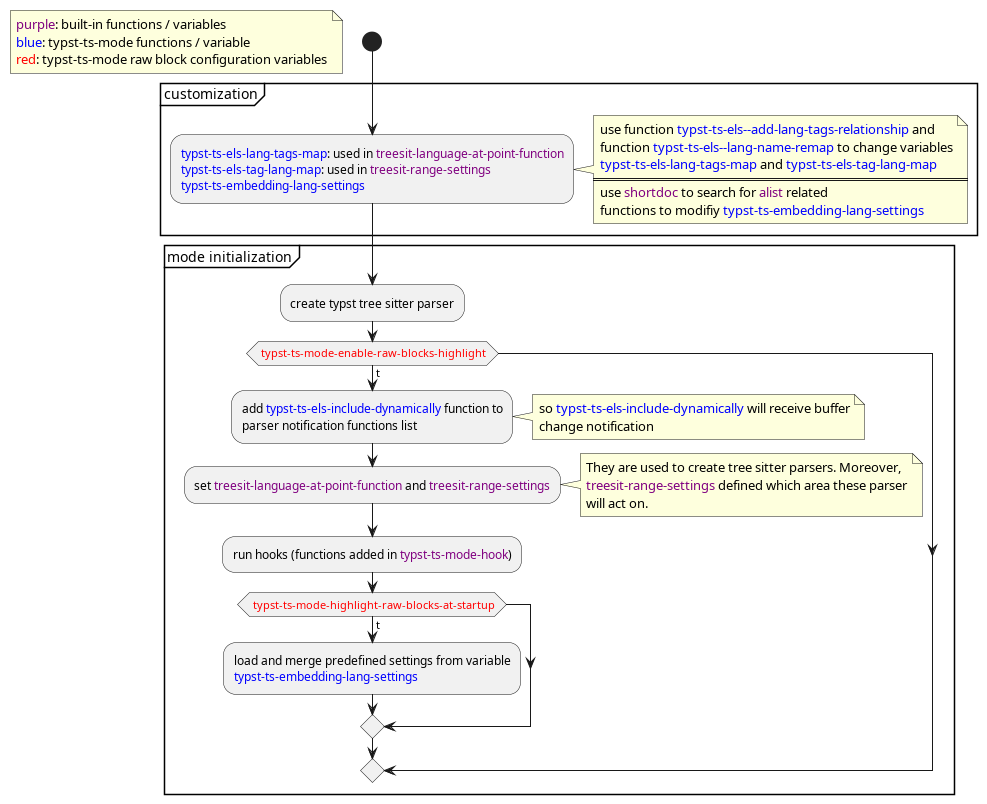 purple: built-in functions / variables
blue: typst-ts-mode functions / variable
red: typst-ts-mode raw block configuration variables
customization
typst-ts-els-lang-tags-map: used in treesit-language-at-point-function
typst-ts-els-tag-lang-map: used in treesit-range-settings
typst-ts-embedding-lang-settings
use function typst-ts-els--add-lang-tags-relationship and
function typst-ts-els--lang-name-remap to change variables
typst-ts-els-lang-tags-map and typst-ts-els-tag-lang-map
use shortdoc to search for alist related
functions to modifiy typst-ts-embedding-lang-settings
mode initialization
create typst tree sitter parser
typst-ts-mode-enable-raw-blocks-highlight
t
add typst-ts-els-include-dynamically function to
parser notification functions list
so typst-ts-els-include-dynamically will receive buffer
change notification
set treesit-language-at-point-function and treesit-range-settings
They are used to create tree sitter parsers. Moreover,
treesit-range-settings defined which area these parser
will act on.
run hooks (functions added in typst-ts-mode-hook)
typst-ts-mode-highlight-raw-blocks-at-startup
t
load and merge predefined settings from variable
typst-ts-embedding-lang-settings